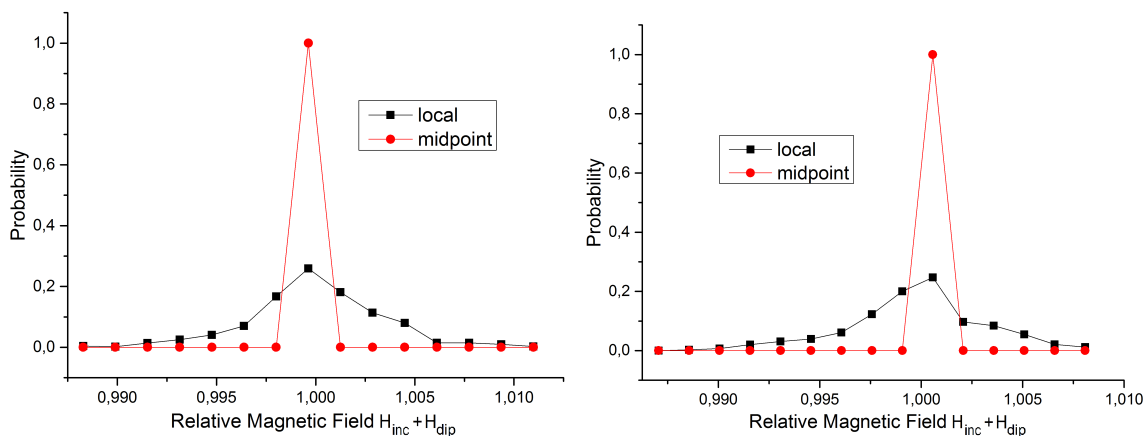 Probability
1,0
0,8
0,6
0,4
0,2
0,0
local
midpoint
0,990 0,995 1,000 1,005 1,010
Relative Magnetic Field H_inc+H_dip
Probability
1,0
0,8
0,6
0,4
0,2
0,0
local
midpoint
0,990 0,995 1,000 1,005 1,010
Relative Magnetic Field H_inc+H_dip